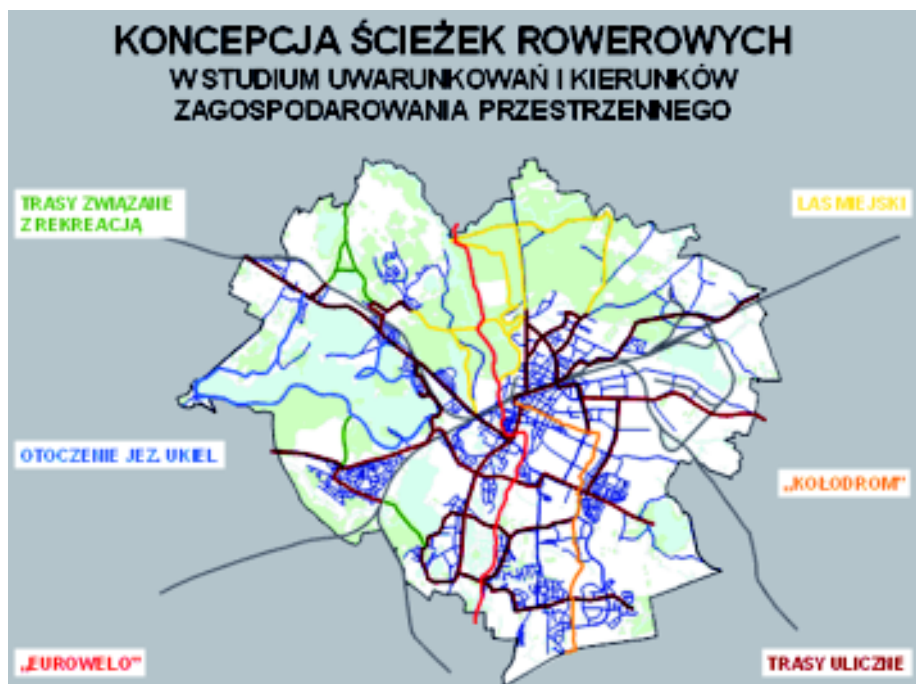 KONCEPCJA ŚCIEŻEK ROWEROWYCH
W STUDIUM UWARUNKOWAŃ I KIERUNKÓW
ZAGOSPODAROWANIA PRZESTRZENNEGO
TRASY ZWIĄZANE
Z REKREACJĄ
LAS MIEJSKI
OTOCZENIE JEZ. UKIEL
„KOŁODROM"
„EUROWELO"
TRASY ULICZNE